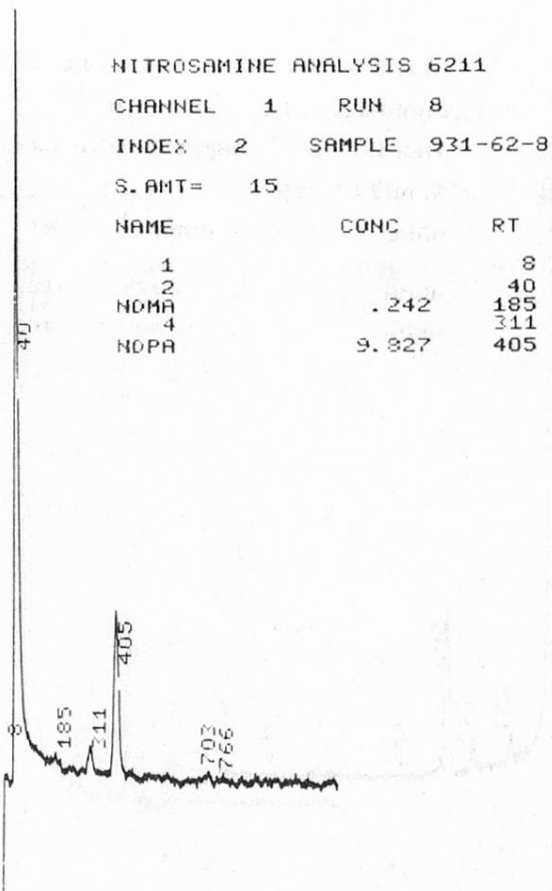 NITROSAMINE ANALYSIS 6211
CHANNEL 1 RUN 8
INDEX 2 SAMPLE 931-62-8
S.AMT= 15
NAME CONC RT
1 8
2 40
NDMA .242 185
4 311
NDPA 9.827 405
40
8
185
311
405
703
766